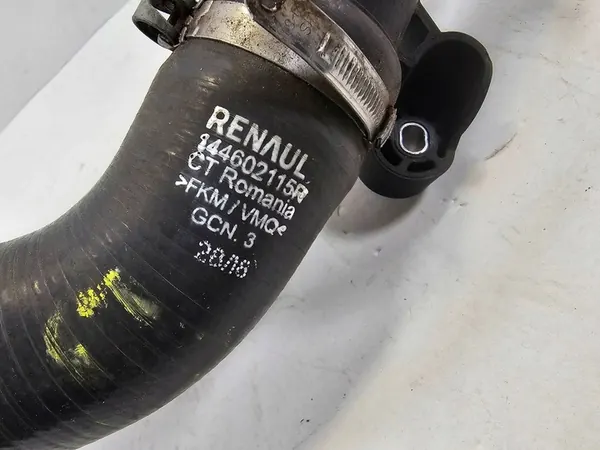 RENAUL
144602115R
CT Romania
>FKM/VMQ<
GCN. 3
28/16